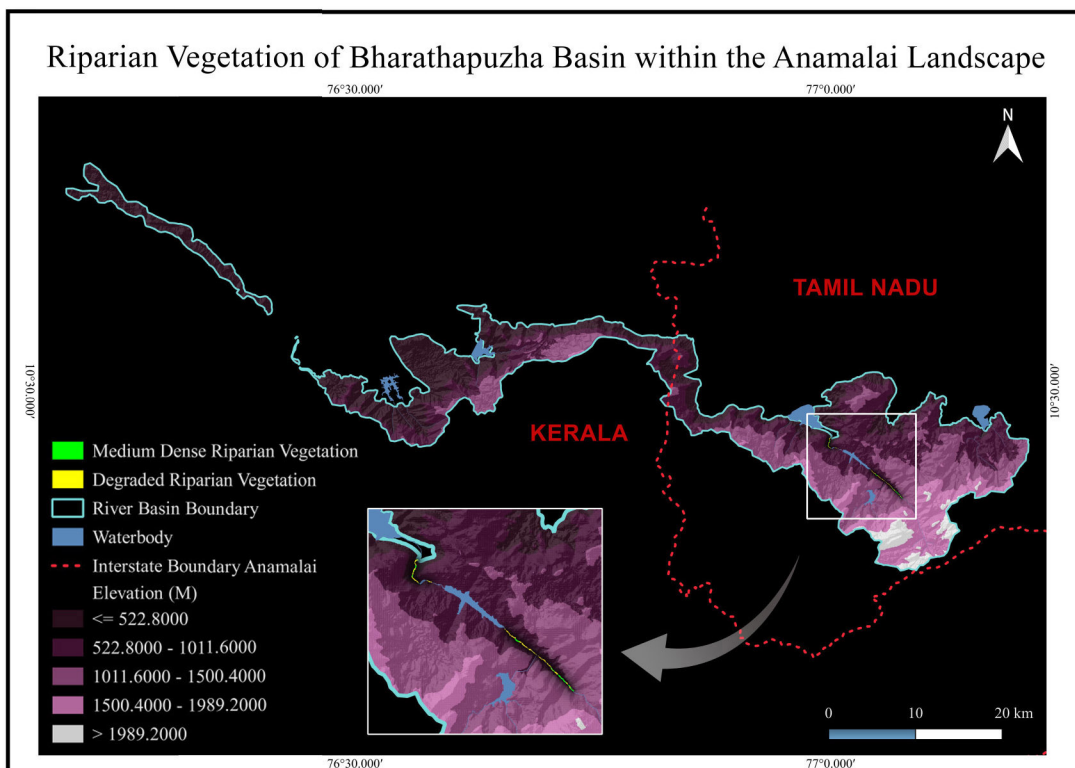 Riparian Vegetation of Bharathapuzha Basin within the Anamalai Landscape
76°30.000′
77°0.000′
N
TAMIL NADU
10°30.000′
10°30.000′
KERALA
Medium Dense Riparian Vegetation
Degraded Riparian Vegetation
River Basin Boundary
Waterbody
Interstate Boundary Anamalai
Elevation (M)
<= 522.8000
522.8000 - 1011.6000
1011.6000 - 1500.4000
1500.4000 - 1989.2000
> 1989.2000
0 10 20 km
76°30.000′
77°0.000′